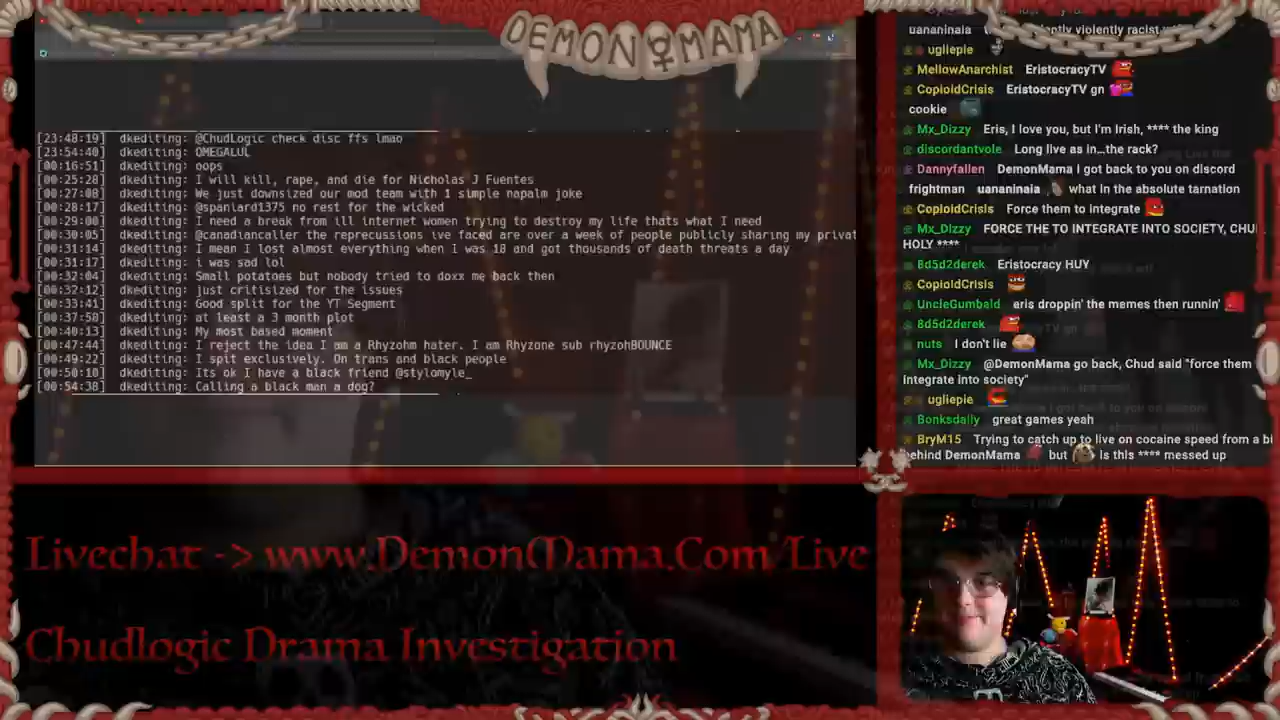 DEMON MAMA
[23:48:19] dkediting: @ChudLogic check disc ffs lmao
[23:54:40] dkediting: OMEGALUL
[00:16:51] dkediting: oops
[00:25:28] dkediting: I will kill, rape, and die for Nicholas J Fuentes
[00:27:08] dkediting: We just downsized our mod team with 1 simple napalm joke
[00:28:17] dkediting: @spaniard1375 no rest for the wicked
[00:29:00] dkediting: I need a break from ill internet women trying to destroy my life thats what I need
[00:30:05] dkediting: @canadiancaller the reprecussions ive faced are over a week of people publicly sharing my privat
[00:31:14] dkediting: I mean I lost almost everything when i was 18 and got thousands of death threats a day
[00:31:17] dkediting: i was sad lol
[00:32:04] dkediting: Small potatoes but nobody tried to doxx me back then
[00:32:12] dkediting: just critisized for the issues
[00:33:41] dkediting: Good split for the YT Segment
[00:37:50] dkediting: at least a 3 month plot
[00:40:13] dkediting: My most based moment
[00:47:44] dkediting: I reject the idea I am a Rhyzohm hater. I am Rhyzone sub rhyzohBOUNCE
[00:49:22] dkediting: I spit exclusively. On trans and black people
[00:50:10] dkediting: Its ok I have a black friend @stylomyle_
[00:54:38] dkediting: Calling a black man a dog?
uananinaia violently racist
ugliepie
MellowAnarchist EristocracyTV
CopioidCrisis EristocracyTV gn
cookie
Mx_Dizzy Eris, I love you, but I'm Irish, **** the king
discordantvole Long live as in...the rack?
Dannyfallen DemonMama I got back to you on discord
frightman uananinaia what in the absolute tarnation
CopioidCrisis Force them to integrate
Mx_Dizzy FORCE THE TO INTEGRATE INTO SOCIETY, CHU
HOLY ****
8d5d2derek Eristocracy HUY
CopioidCrisis
UncleGumbald eris droppin' the memes then runnin'
8d5d2derek
nuts I don't lie
Mx_Dizzy @DemonMama go back, Chud said "force them
integrate into society"
ugliepie
Bonksdally great games yeah
BryM15 Trying to catch up to live on cocaine speed from a bi
behind DemonMama but is this **** messed up
Livechat -> www.DemonMama.Com/Live
Chudlogic Drama Investigation